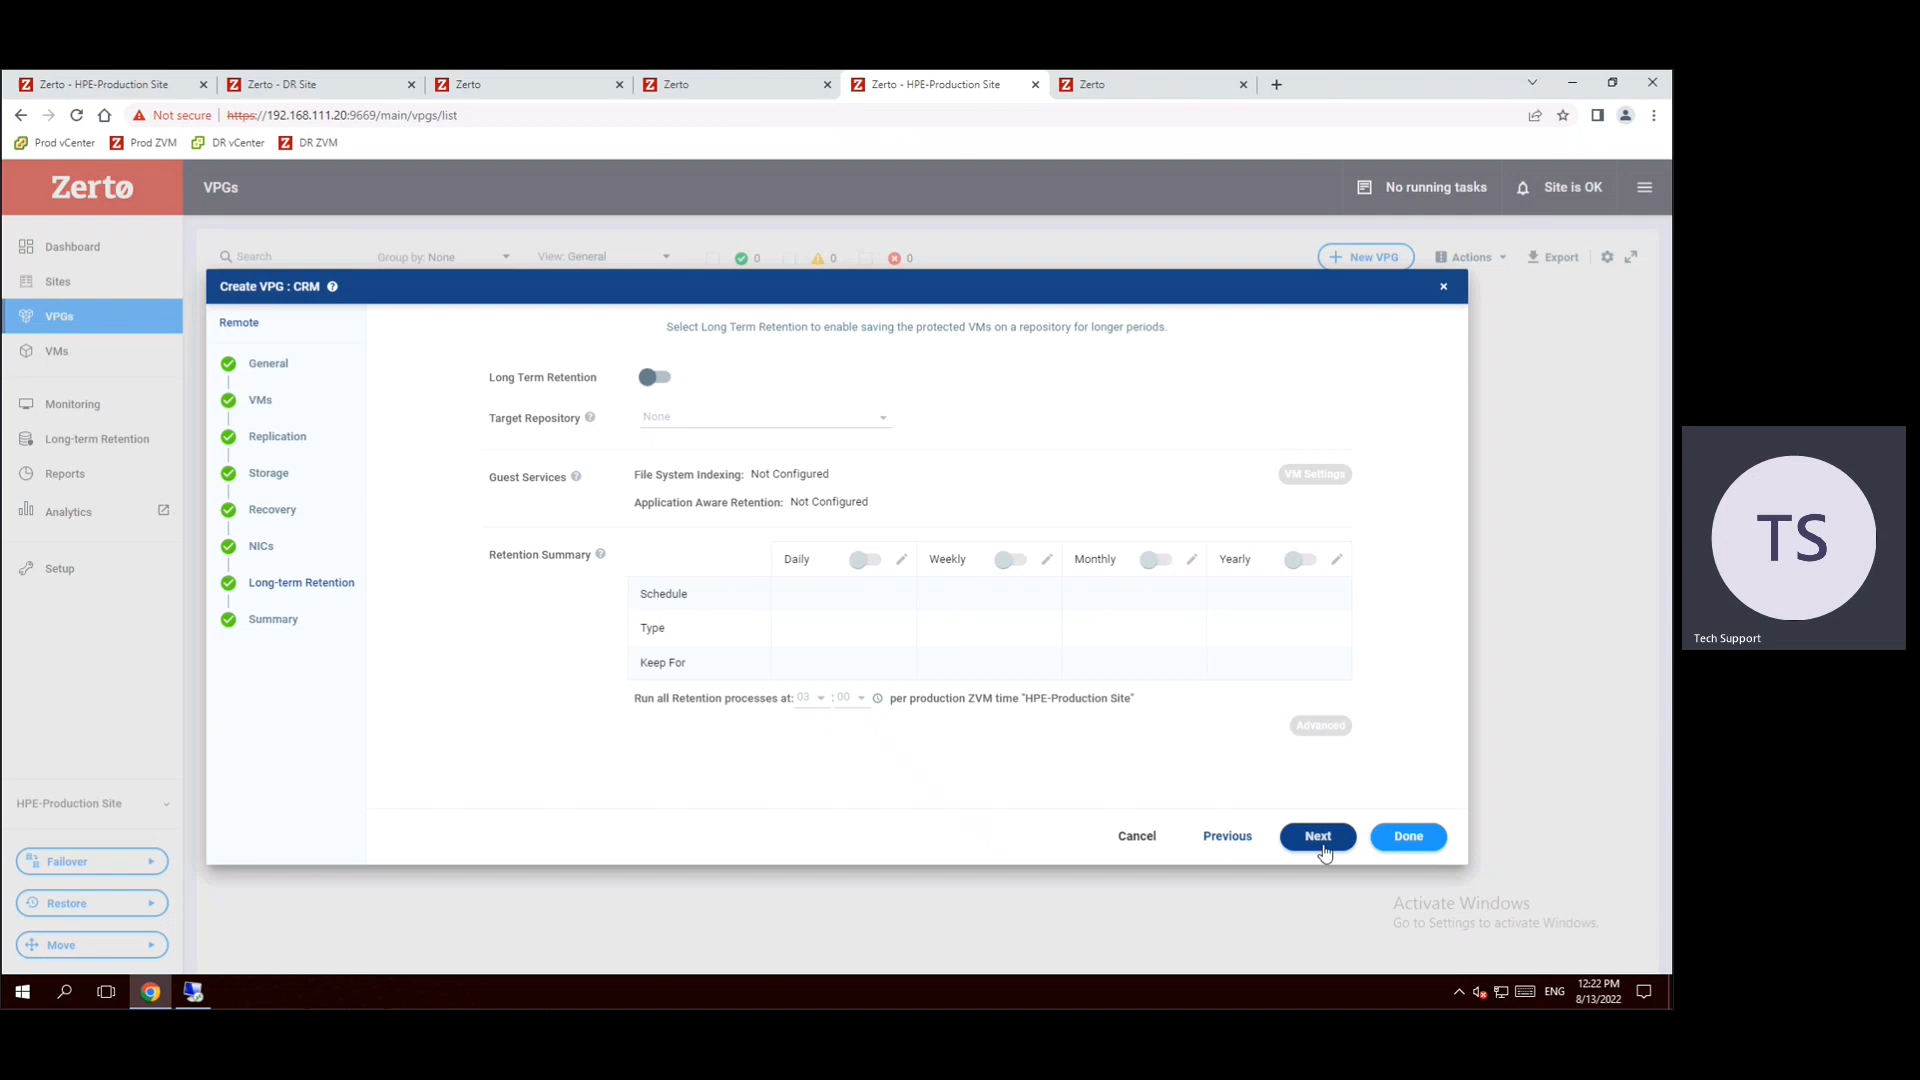 Zerto - HPE-Production Site
Zerto - DR Site
Zerto
Zerto
Zerto - HPE-Production Site
Zerto
Not secure
https://192.168.111.20:9669/main/vpgs/list
Prod vCenter
Prod ZVM
DR vCenter
DR ZVM
Zerto
VPGs
No running tasks
Site is OK
Dashboard
Sites
VPGs
VMs
Monitoring
Long-term Retention
Reports
Analytics
Setup
HPE-Production Site
Failover
Restore
Move
Search
Group by: None
View: General
0
0
0
New VPG
Actions
Export
Create VPG : CRM
Remote
General
VMs
Replication
Storage
Recovery
NICs
Long-term Retention
Summary
Select Long Term Retention to enable saving the protected VMs on a repository for longer periods.
Long Term Retention
Target Repository
None
Guest Services
File System Indexing: Not Configured
VM Settings
Application Aware Retention: Not Configured
Retention Summary
Daily
Weekly
Monthly
Yearly
Schedule
Type
Keep For
Run all Retention processes at: 03 : 00 per production ZVM time "HPE-Production Site"
Advanced
Cancel
Previous
Next
Done
Activate Windows
Go to Settings to activate Windows.
ENG
12:22 PM
8/13/2022
TS
Tech Support